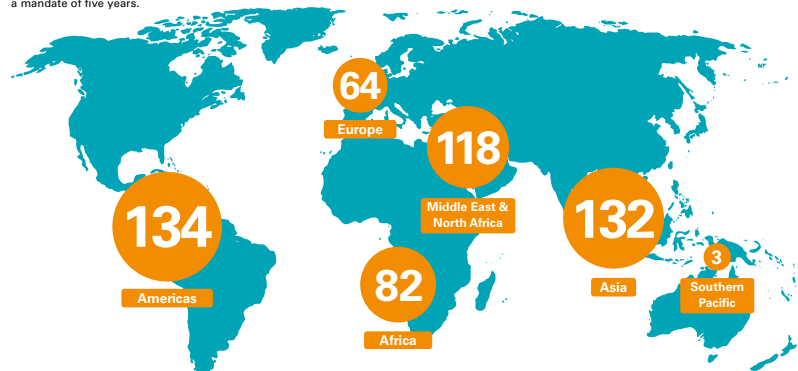 a mandate of five years.
64
Europe
118
Middle East &
North Africa
134
Americas
132
Asia
3
Southern
Pacific
82
Africa